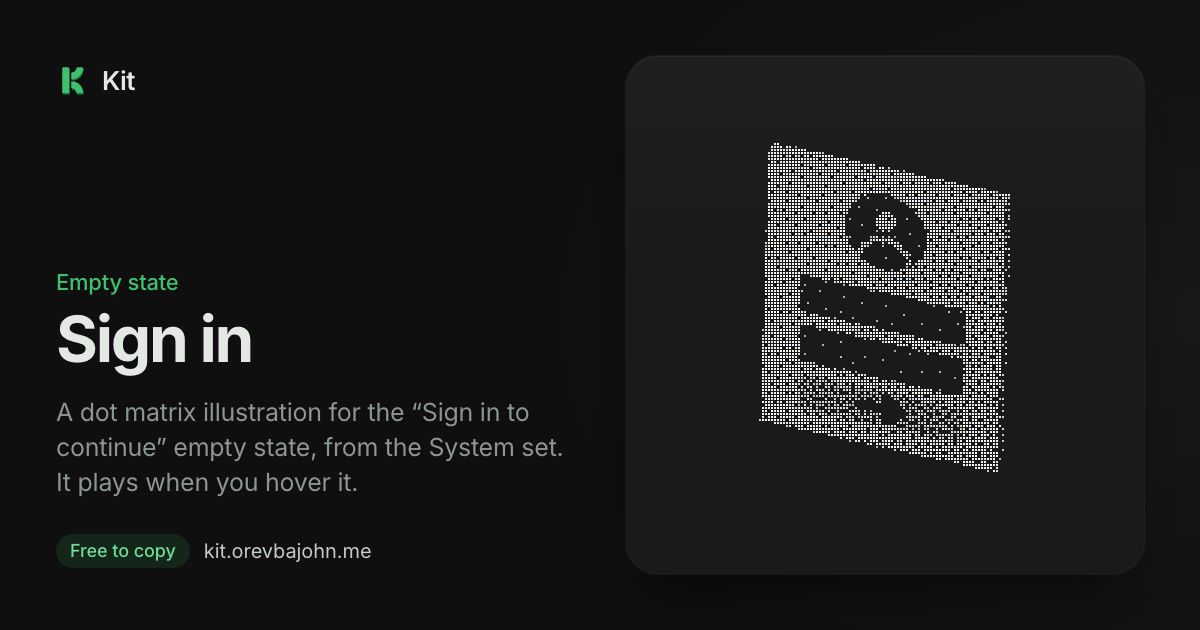 Kit
Empty state
Sign in
A dot matrix illustration for the “Sign in to
continue” empty state, from the System set.
It plays when you hover it.
Free to copy
kit.orevbajohn.me